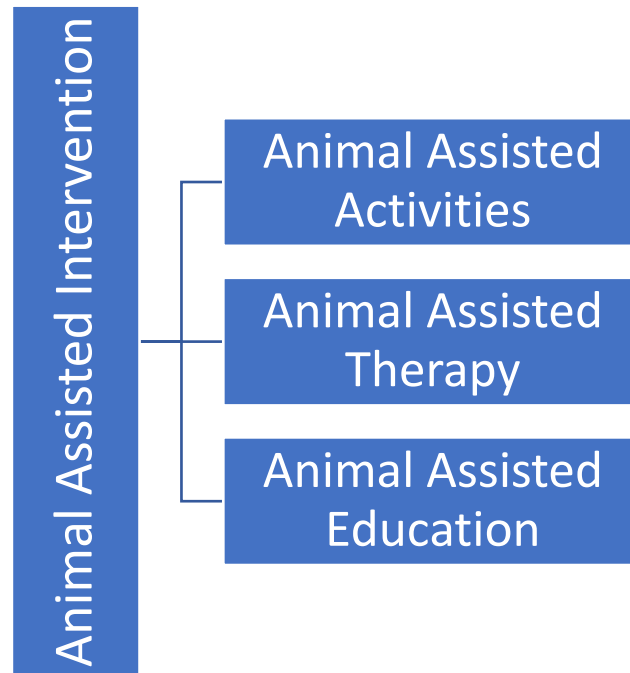 Animal Assisted Intervention
Animal Assisted
Activities
Animal Assisted
Therapy
Animal Assisted
Education